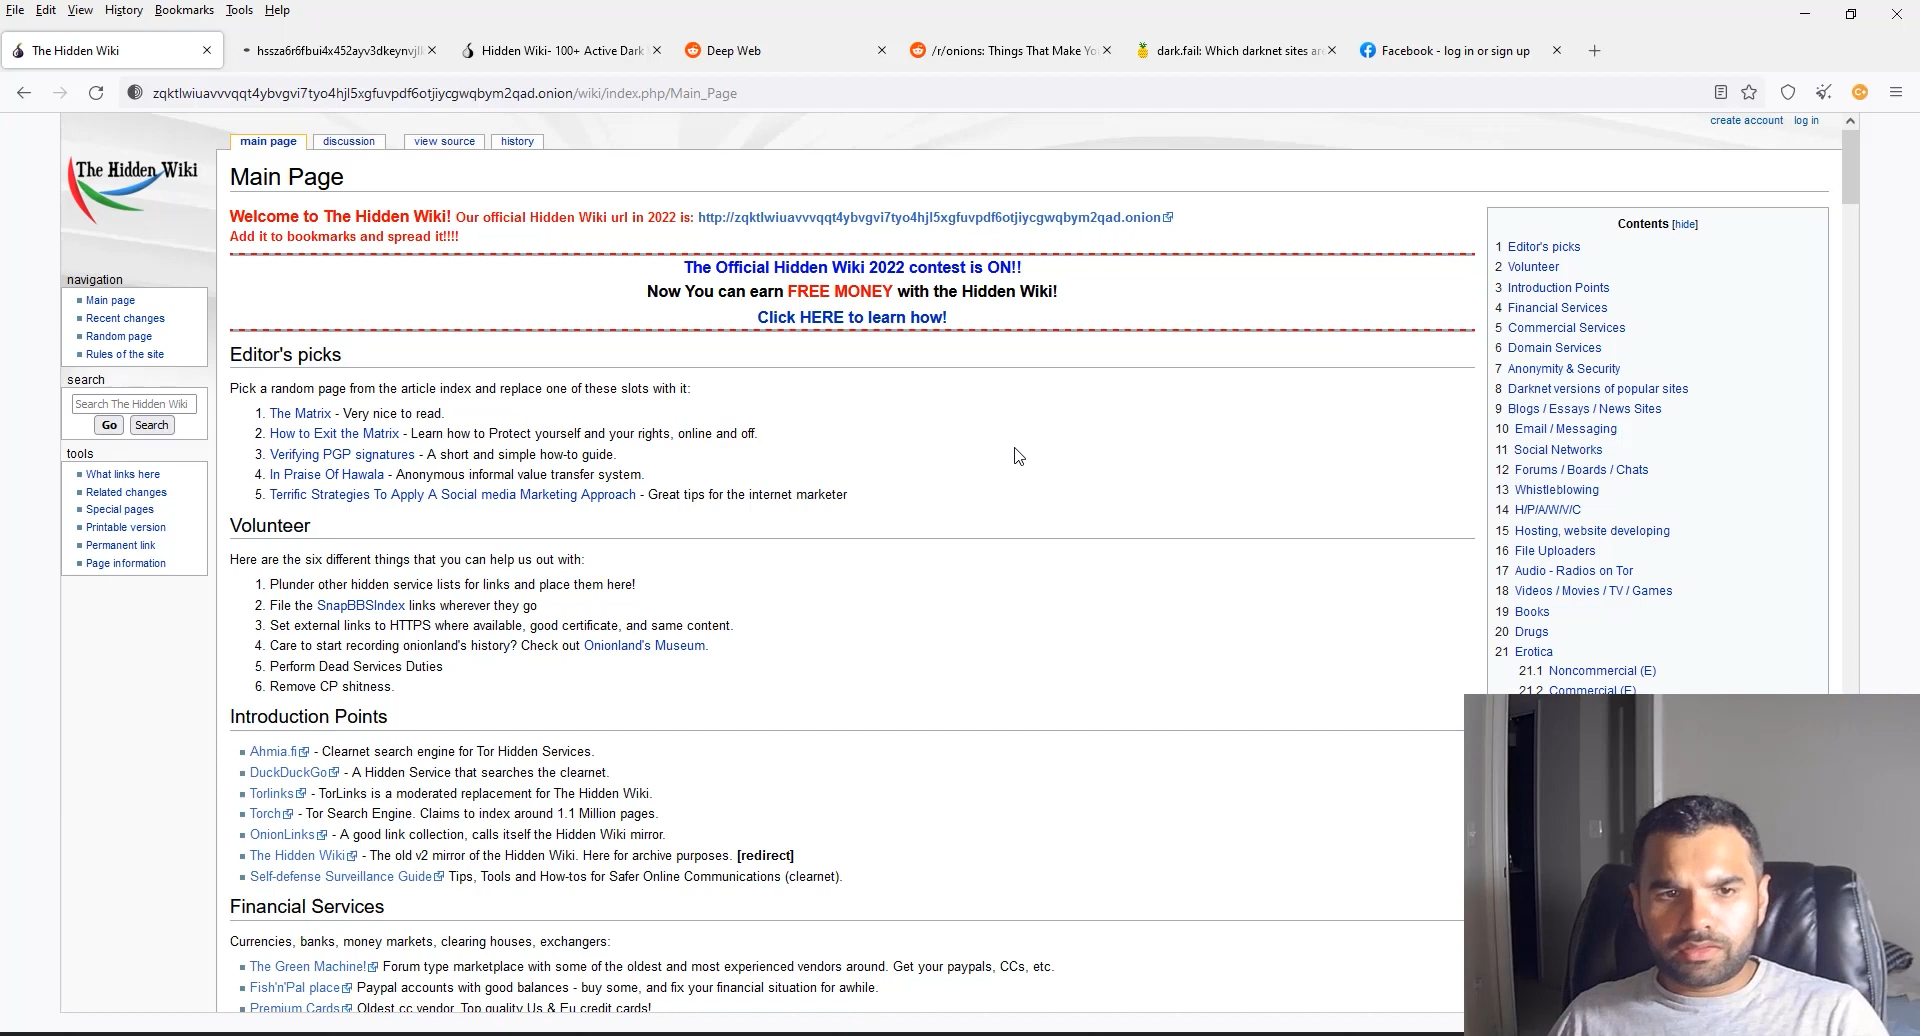 File Edit View History Bookmarks Tools Help
The Hidden Wiki
hssza6r6fbui4x452ayv3dkeynvjlk
Hidden Wiki- 100+ Active Dark
Deep Web
/r/onions: Things That Make Yo
dark.fail: Which darknet sites are
Facebook - log in or sign up
zqktlwiuavvvqqt4ybvgvi7tyo4hjl5xgfuvpdf6otjiycgwqbym2qad.onion/wiki/index.php/Main_Page
create account log in
main page discussion view source history
The Hidden Wiki
Main Page
Welcome to The Hidden Wiki! Our official Hidden Wiki url in 2022 is: http://zqktlwiuavvvqqt4ybvgvi7tyo4hjl5xgfuvpdf6otjiycgwqbym2qad.onion
Add it to bookmarks and spread it!!!!
The Official Hidden Wiki 2022 contest is ON!!
Now You can earn FREE MONEY with the Hidden Wiki!
Click HERE to learn how!
navigation
Main page
Recent changes
Random page
Rules of the site
search
Search The Hidden Wiki
Go Search
tools
What links here
Related changes
Special pages
Printable version
Permanent link
Page information
Editor's picks
Pick a random page from the article index and replace one of these slots with it:
1. The Matrix - Very nice to read.
2. How to Exit the Matrix - Learn how to Protect yourself and your rights, online and off.
3. Verifying PGP signatures - A short and simple how-to guide.
4. In Praise Of Hawala - Anonymous informal value transfer system.
5. Terrific Strategies To Apply A Social media Marketing Approach - Great tips for the internet marketer
Volunteer
Here are the six different things that you can help us out with:
1. Plunder other hidden service lists for links and place them here!
2. File the SnapBBSIndex links wherever they go
3. Set external links to HTTPS where available, good certificate, and same content.
4. Care to start recording onionland's history? Check out Onionland's Museum.
5. Perform Dead Services Duties
6. Remove CP shitness.
Introduction Points
Ahmia.fi - Clearnet search engine for Tor Hidden Services.
DuckDuckGo - A Hidden Service that searches the clearnet.
Torlinks - TorLinks is a moderated replacement for The Hidden Wiki.
Torch - Tor Search Engine. Claims to index around 1.1 Million pages.
OnionLinks - A good link collection, calls itself the Hidden Wiki mirror.
The Hidden Wiki - The old v2 mirror of the Hidden Wiki. Here for archive purposes. [redirect]
Self-defense Surveillance Guide Tips, Tools and How-tos for Safer Online Communications (clearnet).
Financial Services
Currencies, banks, money markets, clearing houses, exchangers:
The Green Machine! Forum type marketplace with some of the oldest and most experienced vendors around. Get your paypals, CCs, etc.
Fish'n'Pal place Paypal accounts with good balances - buy some, and fix your financial situation for awhile.
Premium Cards Oldest cc vendor, Top quality Us & Eu credit cards!
Contents [hide]
1 Editor's picks
2 Volunteer
3 Introduction Points
4 Financial Services
5 Commercial Services
6 Domain Services
7 Anonymity & Security
8 Darknet versions of popular sites
9 Blogs / Essays / News Sites
10 Email / Messaging
11 Social Networks
12 Forums / Boards / Chats
13 Whistleblowing
14 H/P/A/W/V/C
15 Hosting, website developing
16 File Uploaders
17 Audio - Radios on Tor
18 Videos / Movies / TV / Games
19 Books
20 Drugs
21 Erotica
21.1 Noncommercial (E)
21.2 Commercial (E)